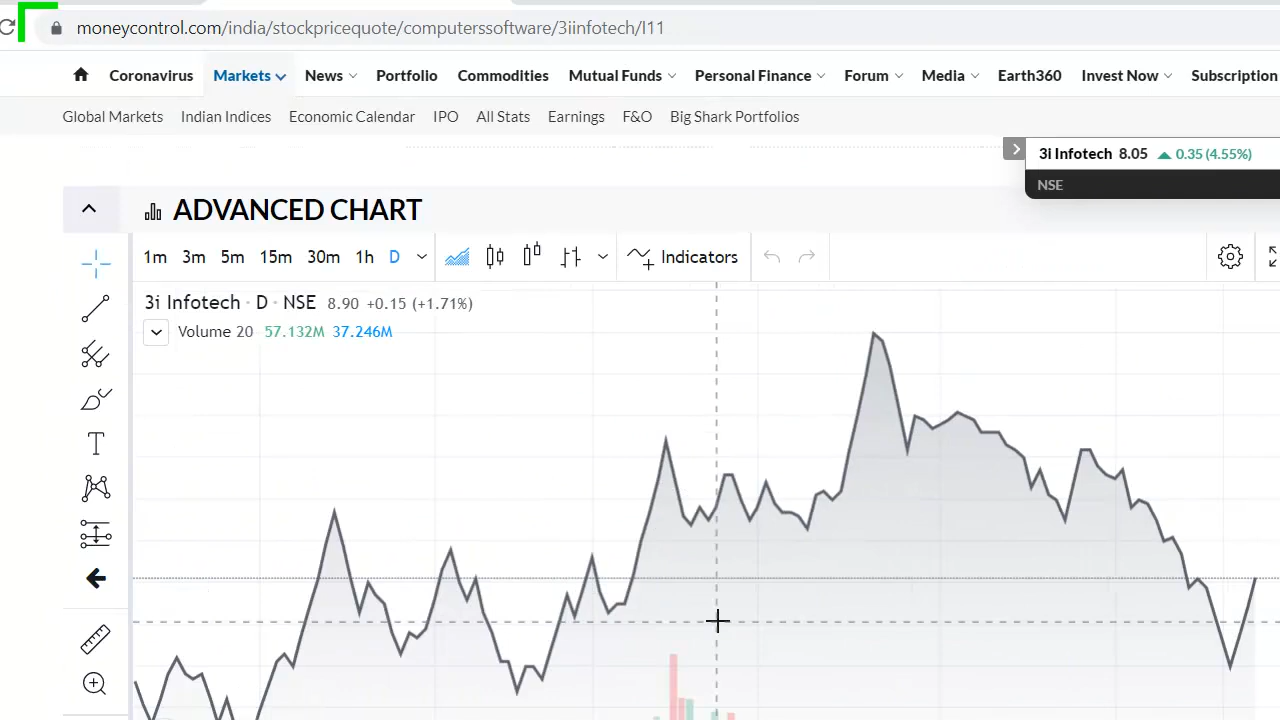 moneycontrol.com/india/stockpricequote/computerssoftware/3iinfotech/I11
Coronavirus Markets News Portfolio Commodities Mutual Funds Personal Finance Forum Media Earth360 Invest Now Subscription
Global Markets Indian Indices Economic Calendar IPO All Stats Earnings F&O Big Shark Portfolios
3i Infotech 8.05 0.35 (4.55%)
NSE
ADVANCED CHART
1m 3m 5m 15m 30m 1h D Indicators
3i Infotech · D · NSE 8.90 +0.15 (+1.71%)
Volume 20 57.132M 37.246M
T